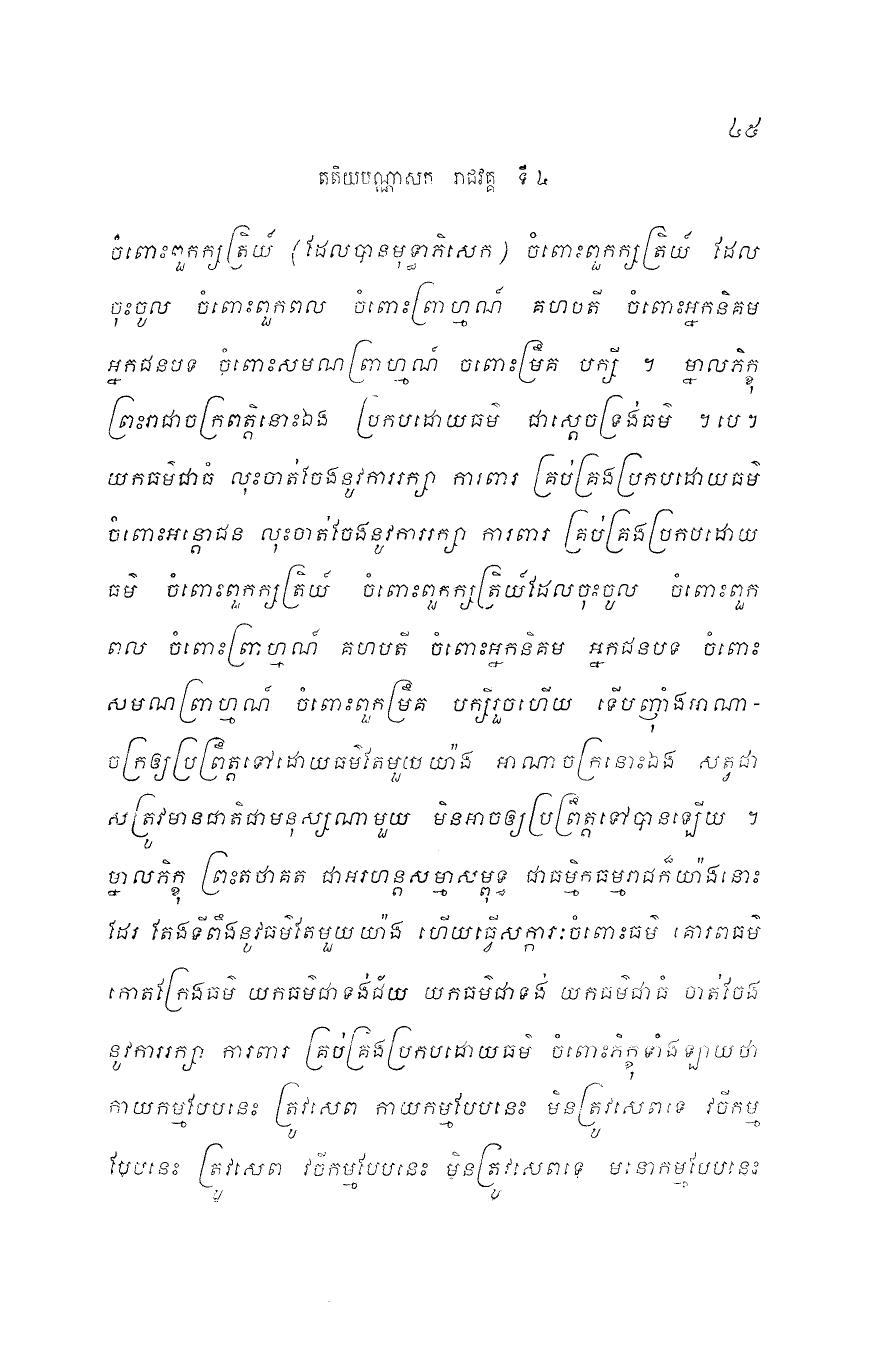 ៤៥
តតិយបណ្ណាសក រាជវគ្គ ទី ៤
ចំពោះពួកក្សត្រិយ៍ (ដែលបានមុទ្ធាភិសេក) ចំពោះពួកក្សត្រិយ៍ ដែល
ចុះចូល ចំពោះពួកពល ចំពោះព្រាហ្មណ៍ គហបតី ចំពោះអ្នកនិគម
អ្នកជនបទ ចំពោះសមណព្រាហ្មណ៍ ចពោះម្រឹគ បក្សី ។ ម្នាលភិក្ខុ
ព្រះរាជាចក្រពត្តិនោះឯង ប្រកបដោយធម៌ ជាស្តេចទ្រង់ធម៌ ។បេ។
យកធម៌ជាធំ លុះចាត់ចែងនូវការរក្សា ការពារ គ្រប់គ្រងប្រកបដោយធម៌
ចំពោះអន្តោជន លុះចាត់ចែងនូវការរក្សា ការពារ គ្រប់គ្រងប្រកបដោយ
ធម៌ ចំពោះពួកក្សត្រិយ៍ ចំពោះពួកក្សត្រិយ៍ដែលចុះចូល ចំពោះពួក
ពល ចំពោះព្រាហ្មណ៍ គហបតី ចំពោះអ្នកនិគម អ្នកជនបទ ចំពោះ
សមណព្រាហ្មណ៍ ចំពោះពួកម្រឹគ បក្សីរួចហើយ ទើបញុំាងអាណា-
ចក្រឲ្យប្រព្រឹត្តទៅដោយធម៌តែមួយយ៉ាង អាណាចក្រនោះឯង សត្វជា
សត្រូវមានជាតិជាមនុស្សណាមួយ មិនអាចឲ្យប្រព្រឹត្តទៅបានឡើយ ។
ម្នាលភិក្ខុ ព្រះតថាគត ជាអរហន្តសម្មាសម្ពុទ្ធ ជាធម្មិកធម្មរាជក៏យ៉ាងនោះ
ដែរ តែងទីពឹងនូវធម៌តែមួយយ៉ាង ហើយធ្វើសក្ការៈចំពោះធម៌ គោរពធម៌
កោតក្រែងធម៌ យកធម៌ជាទង់ជ័យ យកធម៌ជាទង់ យកធម៌ជាធំ ចាត់ចែង
នូវការរក្សា ការពារ គ្រប់គ្រងប្រកបដោយធម៌ ចំពោះភិក្ខុទាំងឡាយថា
កាយកម្មបែបនេះ ត្រូវសេព កាយកម្មបែបនេះ មិនត្រូវសេពទេ វចីកម្ម
បែបនេះ ត្រូវសេព វចីកម្មបែបនេះ មិនត្រូវសេពទេ មនោកម្មបែបនេះ